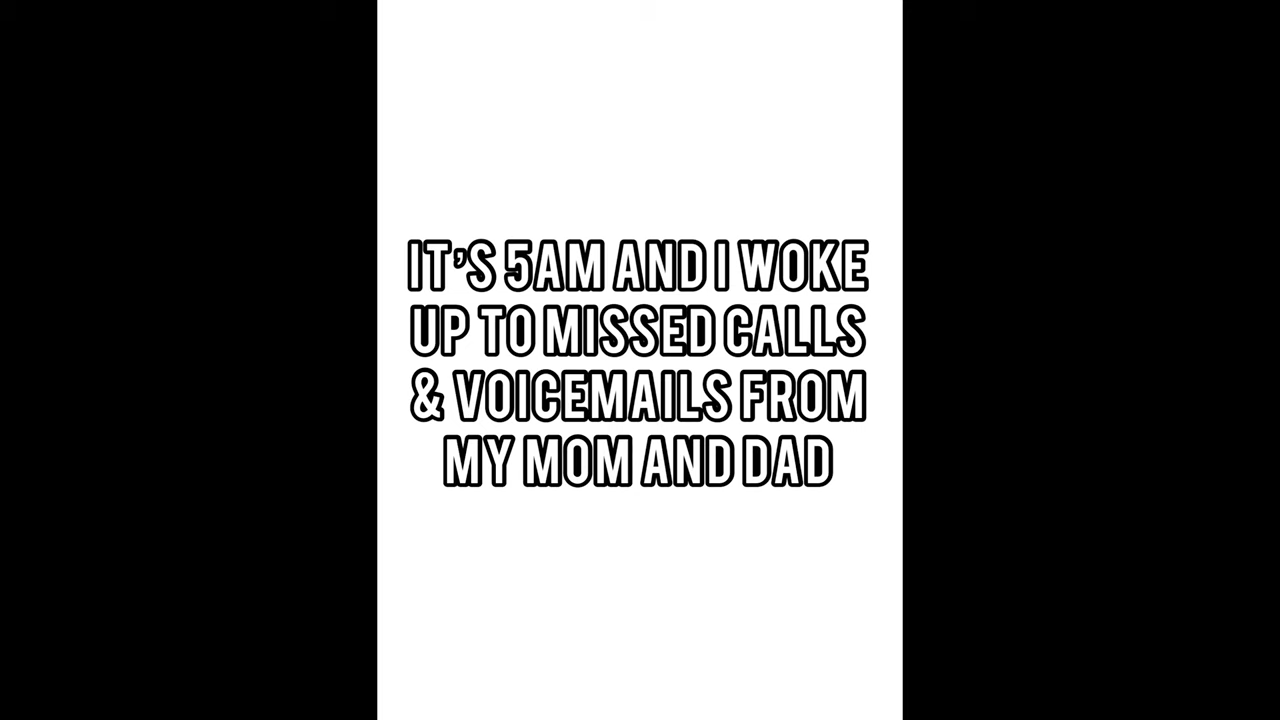 IT'S 5AM AND I WOKE
UP TO MISSED CALLS
& VOICEMAILS FROM
MY MOM AND DAD